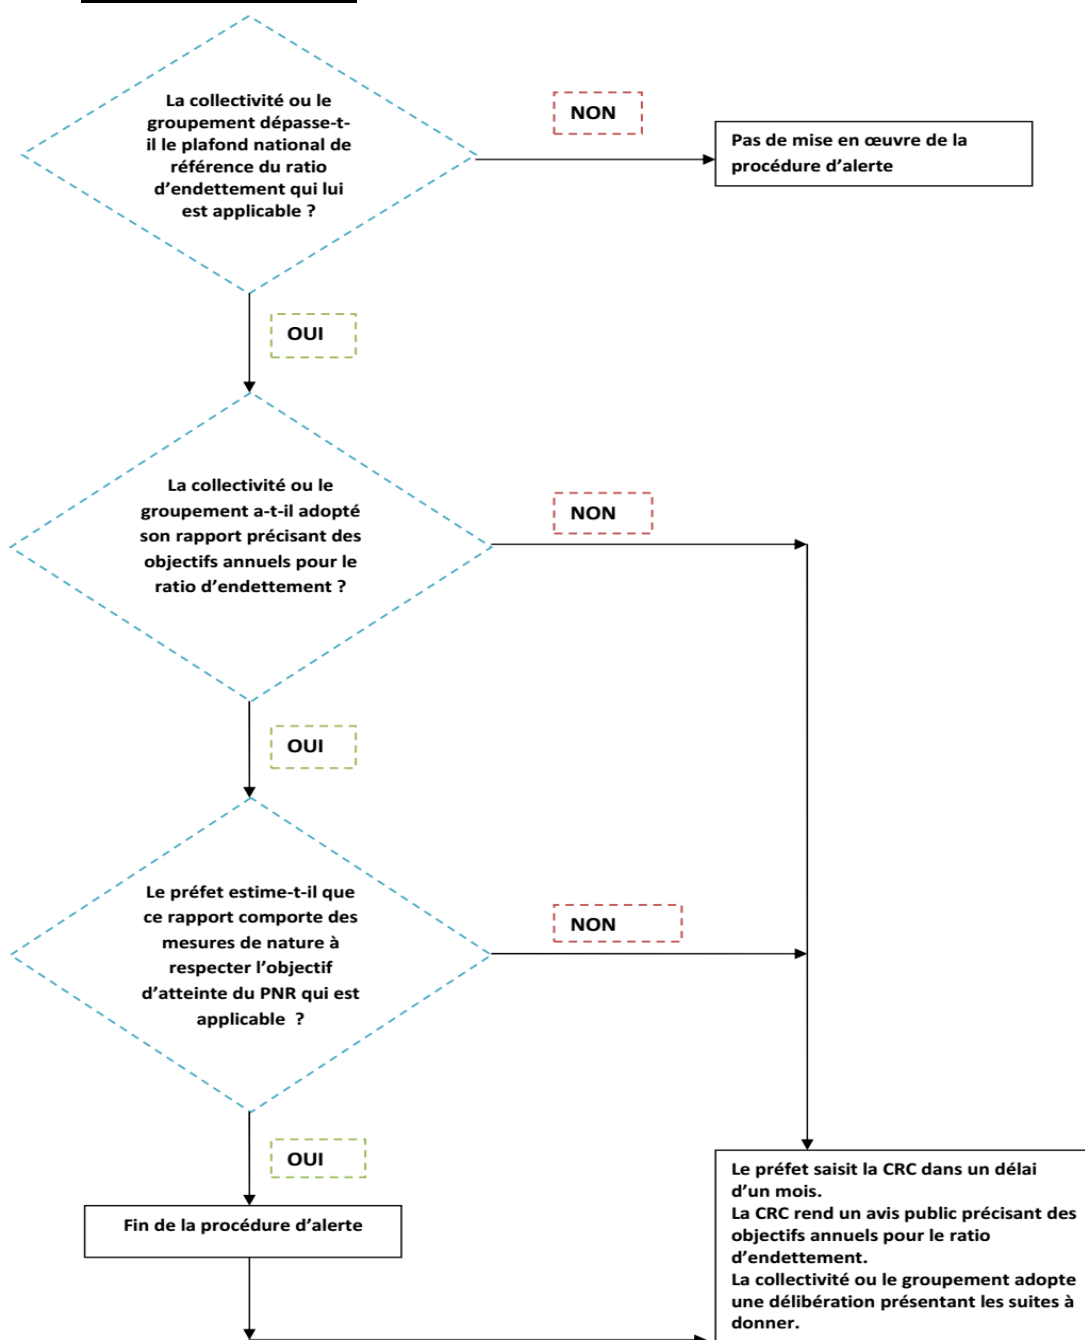 La collectivité ou le
groupement dépasse-t-
il le plafond national de
référence du ratio
d'endettement qui lui
est applicable ?
NON
Pas de mise en œuvre de la
procédure d'alerte
OUI
La collectivité ou le
groupement a-t-il adopté
son rapport précisant des
objectifs annuels pour le
ratio d'endettement ?
NON
OUI
Le préfet estime-t-il que
ce rapport comporte des
mesures de nature à
respecter l'objectif
d'atteinte du PNR qui est
applicable ?
NON
OUI
Fin de la procédure d'alerte
Le préfet saisit la CRC dans un délai
d'un mois.
La CRC rend un avis public précisant des
objectifs annuels pour le ratio
d'endettement.
La collectivité ou le groupement adopte
une délibération présentant les suites à
donner.